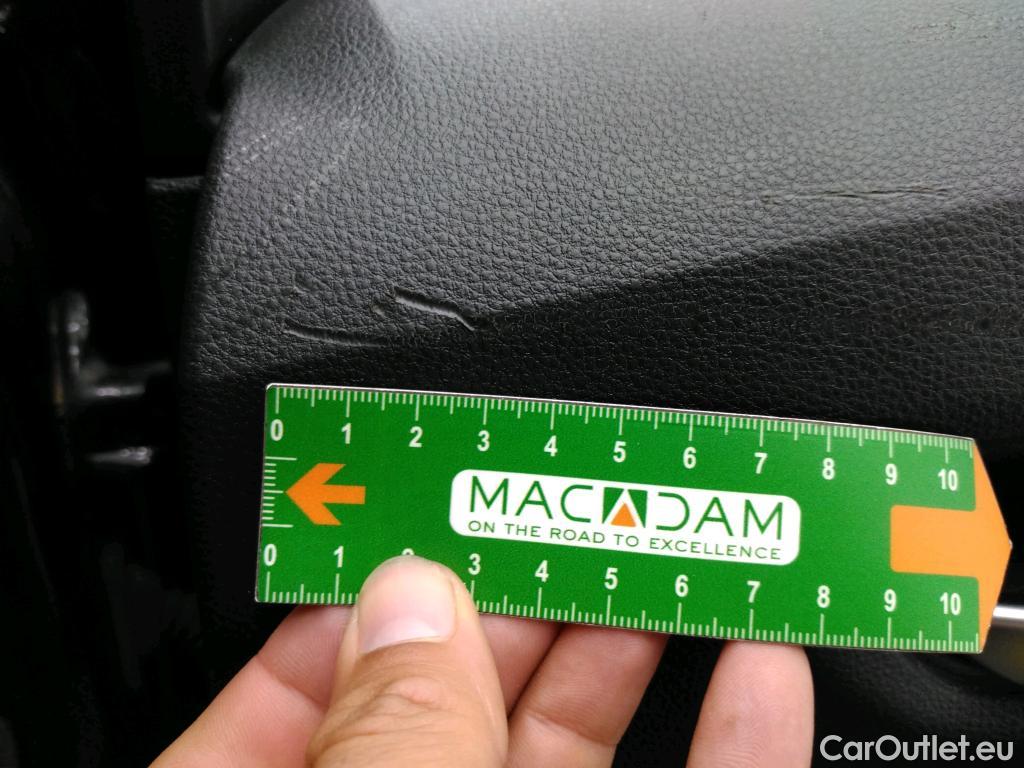 0 1 2 3 4 5 6 7 8 9 10
MACADAM
ON THE ROAD TO EXCELLENCE
0 1 2 3 4 5 6 7 8 9 10
CarOutlet.eu